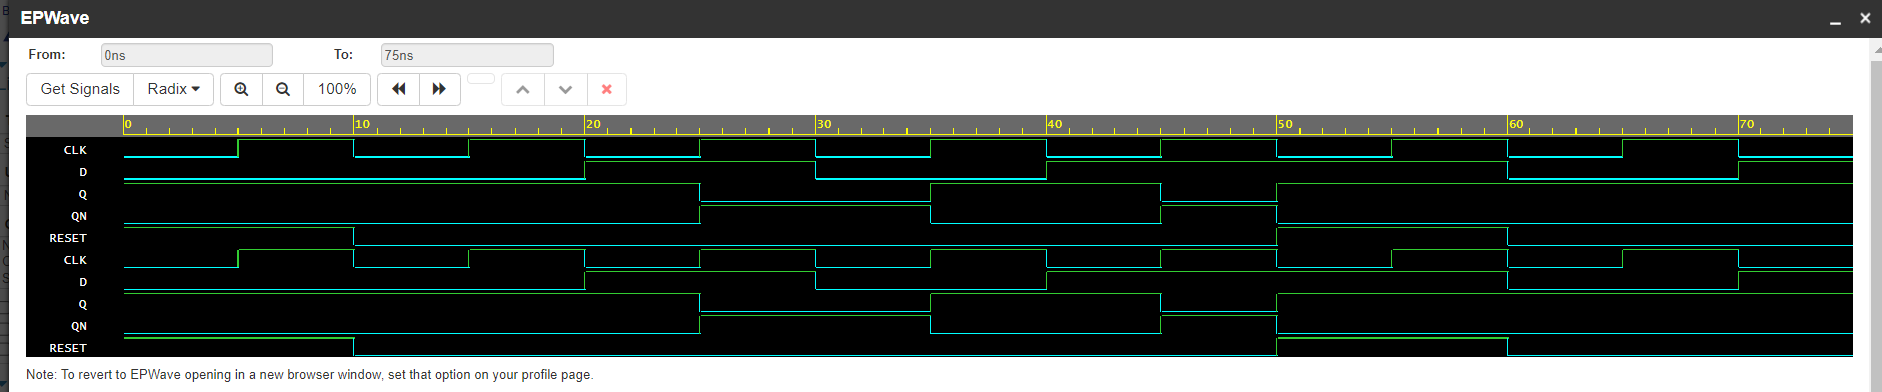 EPWave
From: 0ns To: 75ns
Get Signals Radix 100%
0 10 20 30 40 50 60 70
CLK
D
Q
QN
RESET
CLK
D
Q
QN
RESET
Note: To revert to EPWave opening in a new browser window, set that option on your profile page.